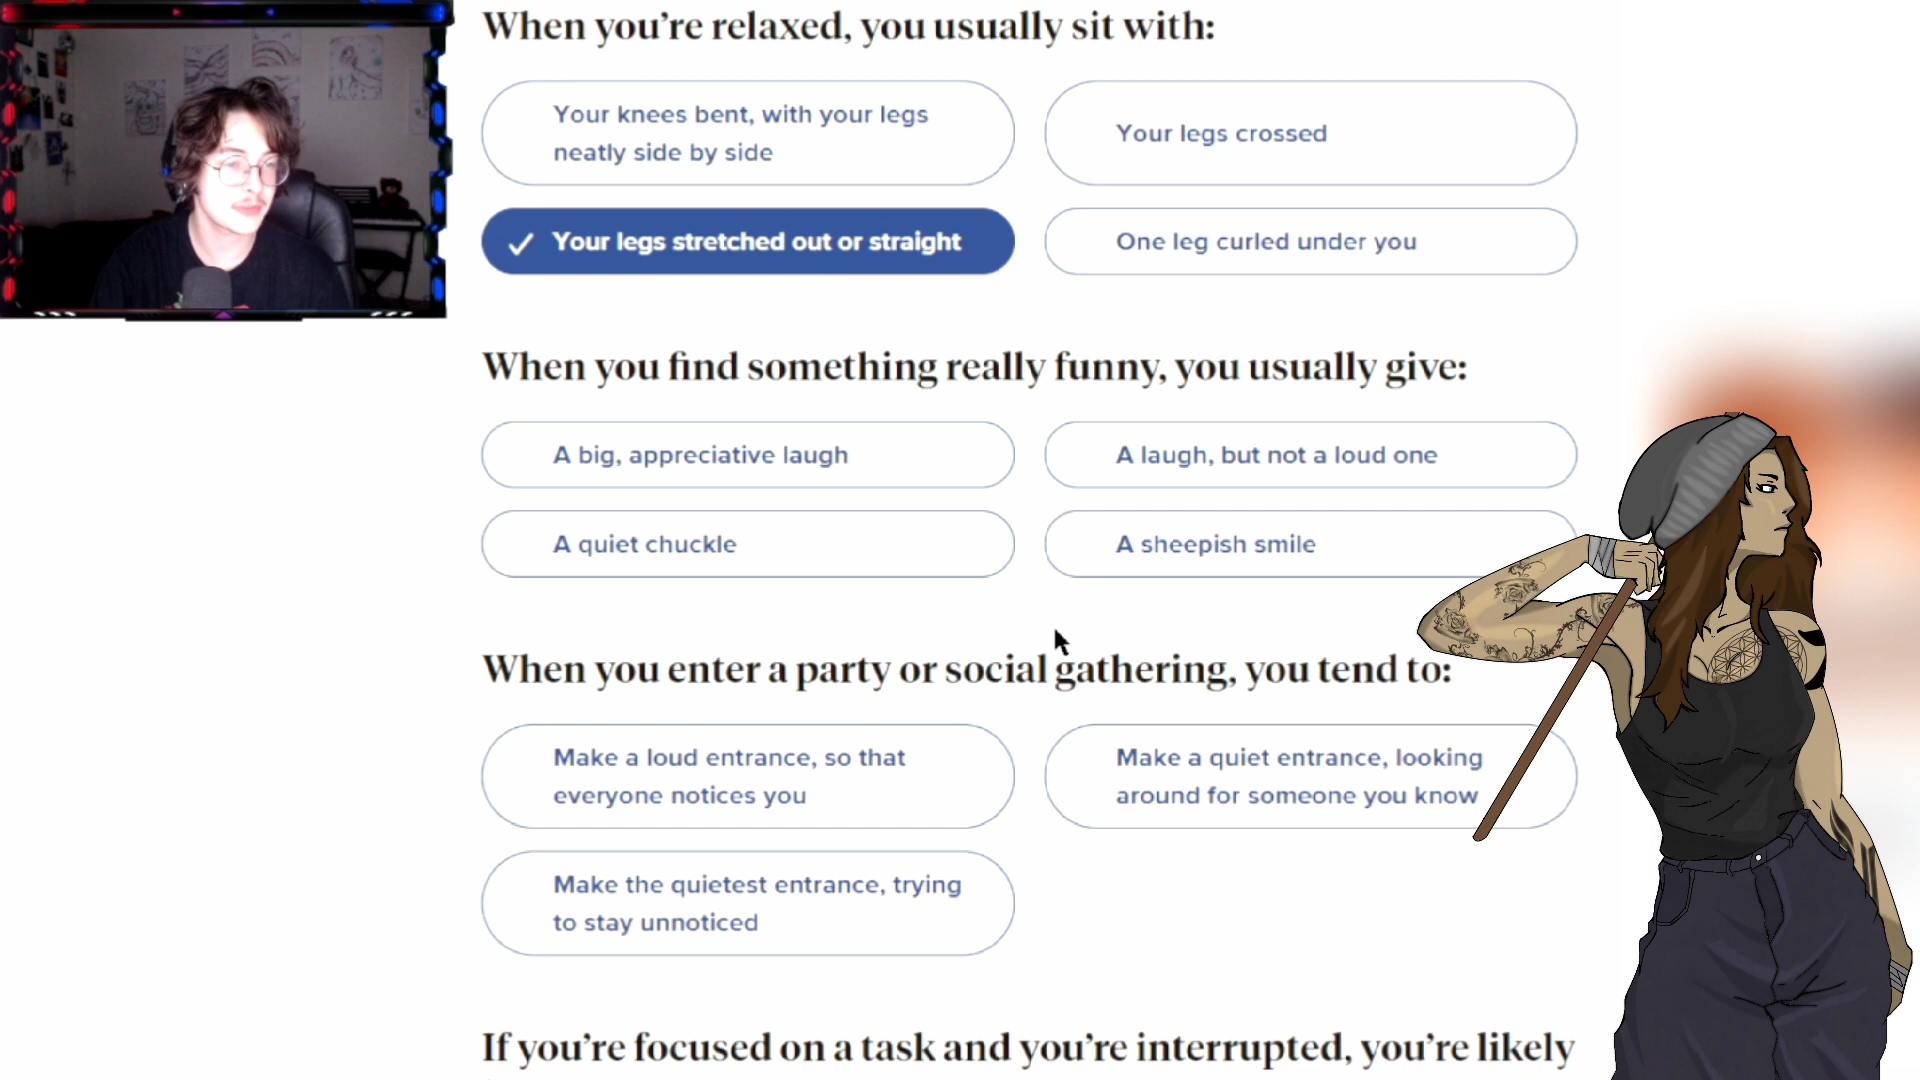 When you're relaxed, you usually sit with:
Your knees bent, with your legs
neatly side by side
Your legs crossed
Your legs stretched out or straight
One leg curled under you
When you find something really funny, you usually give:
A big, appreciative laugh
A laugh, but not a loud one
A quiet chuckle
A sheepish smile
When you enter a party or social gathering, you tend to:
Make a loud entrance, so that
everyone notices you
Make a quiet entrance, looking
around for someone you know
Make the quietest entrance, trying
to stay unnoticed
If you're focused on a task and you're interrupted, you're likely